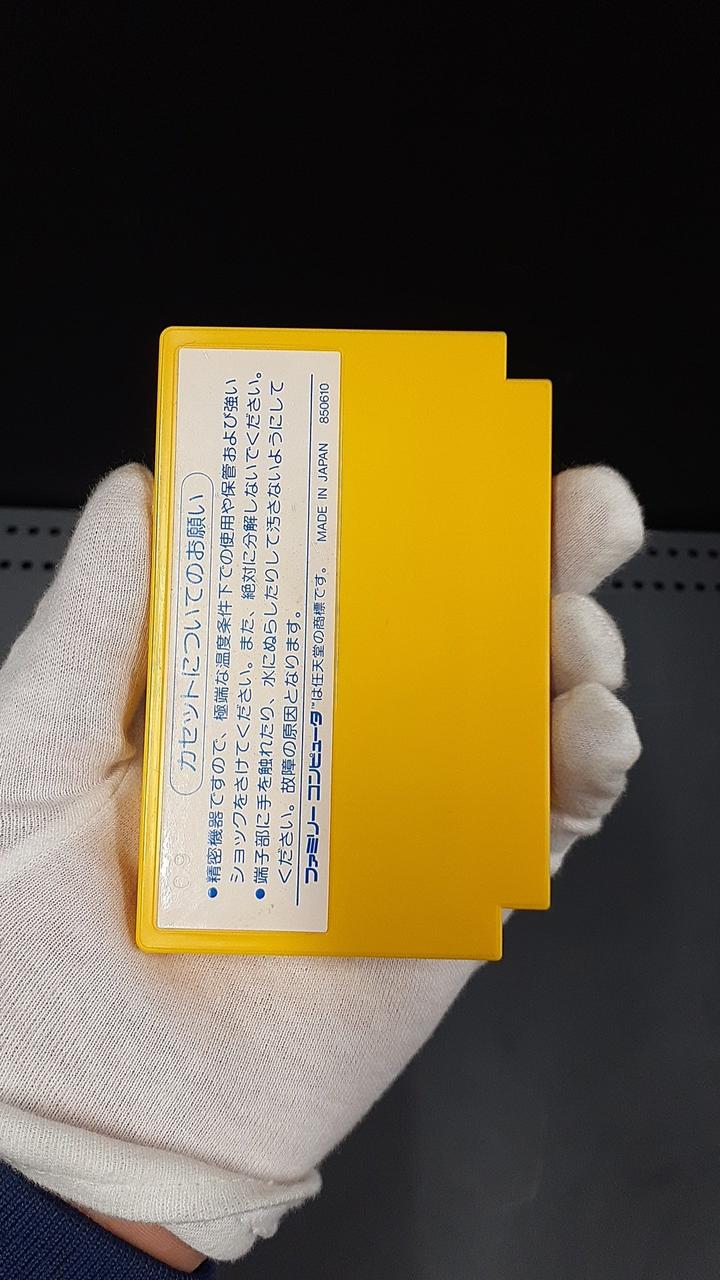 カセットについてのお願い
●精密機器ですので、極端な温度条件下での使用や保管および強い
ショックをさけてください。また、絶対に分解しないでください。
●端子部に手を触れたり、水にぬらしたりして汚さないようにして
ください。故障の原因となります。
ファミリーコンピュータ™は任天堂の商標です。 MADE IN JAPAN 850610